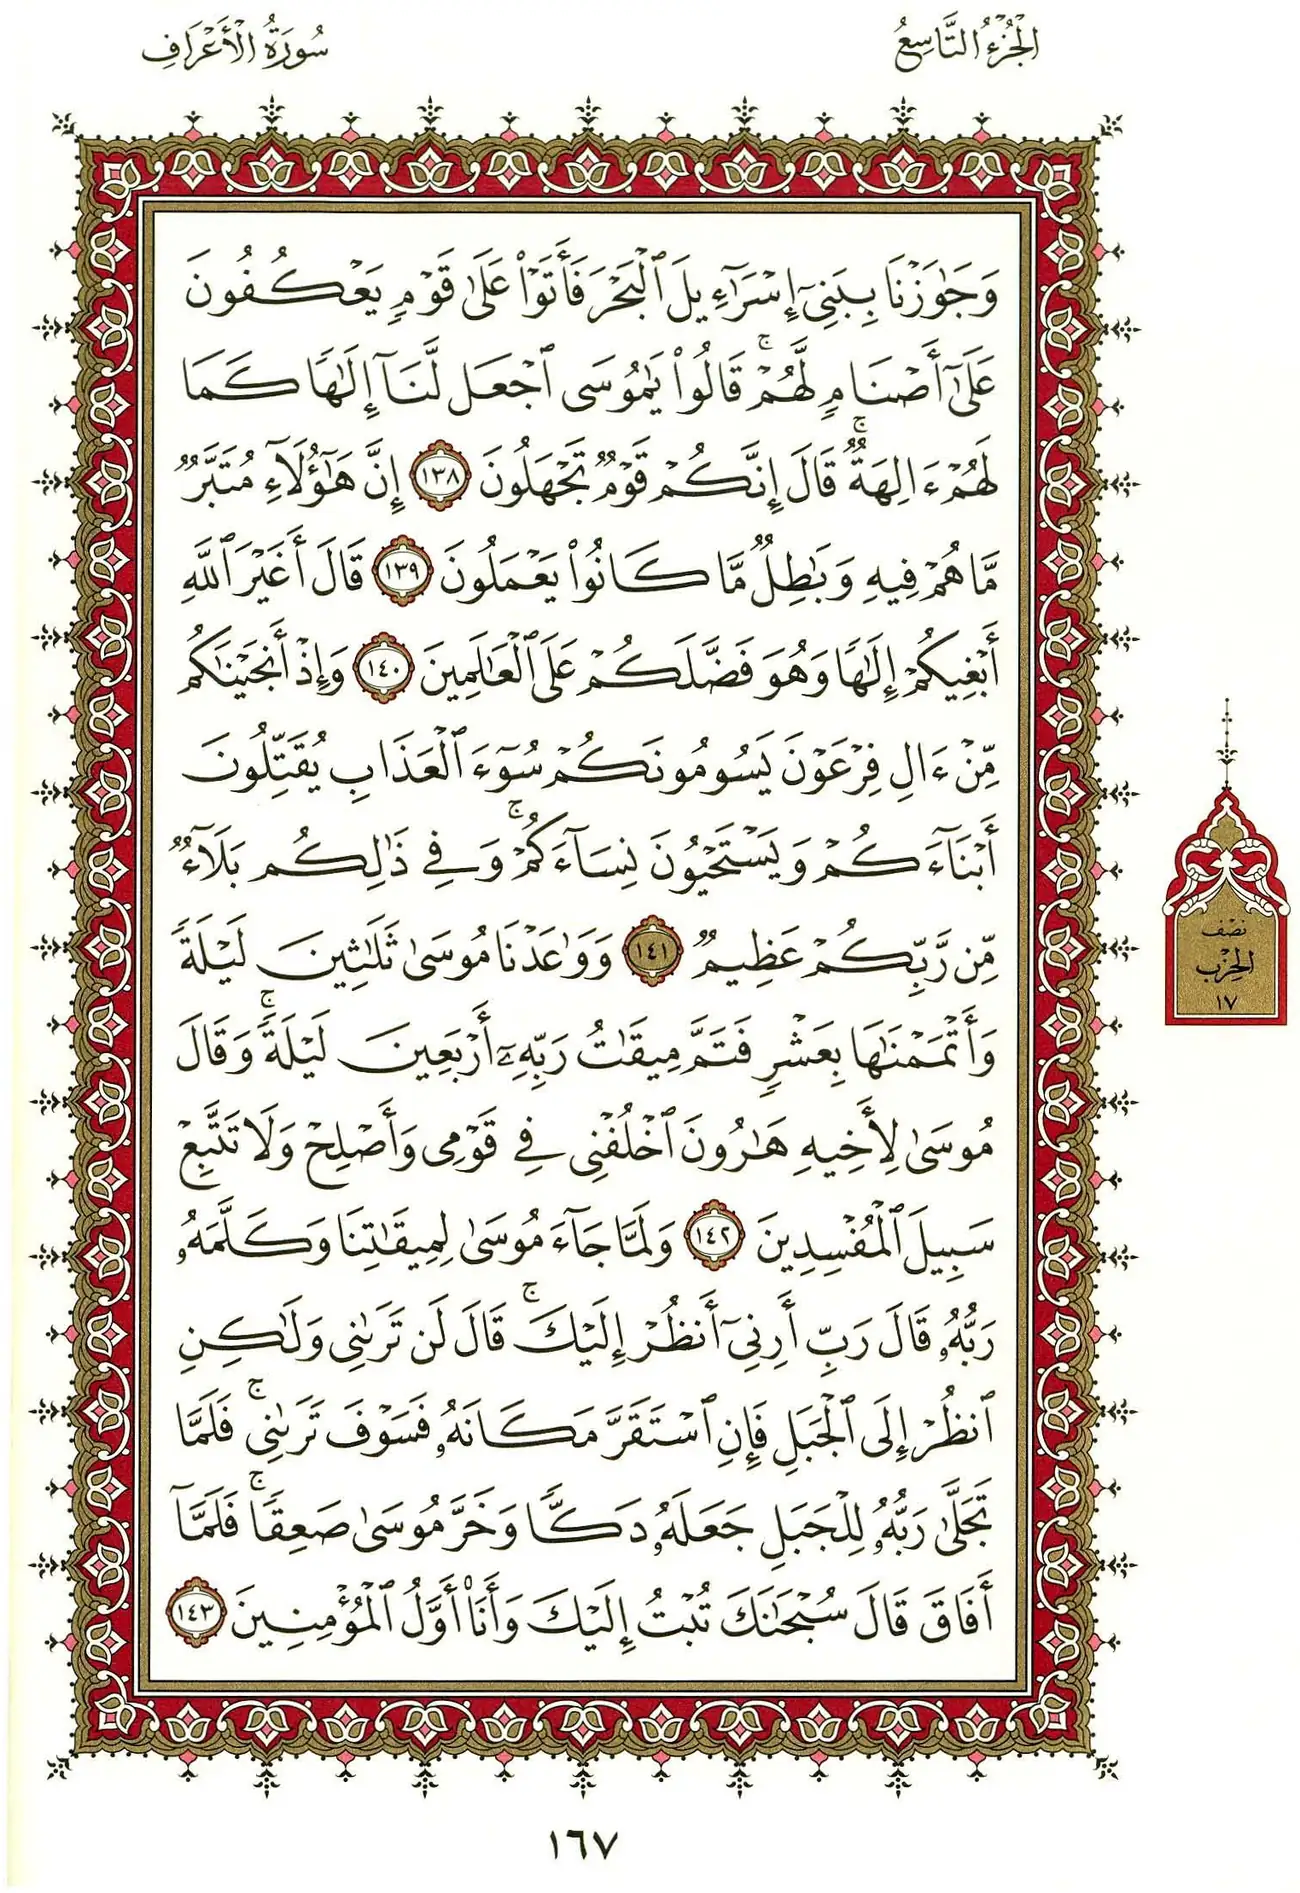 الجزء التاسع
سورة الأعراف
وَجَٰوَزْنَا بِبَنِىٓ إِسْرَٰٓءِيلَ ٱلْبَحْرَ فَأَتَوْا۟ عَلَىٰ قَوْمٍ يَعْكُفُونَ
عَلَىٰٓ أَصْنَامٍ لَّهُمْ ۚ قَالُوا۟ يَٰمُوسَى ٱجْعَل لَّنَآ إِلَٰهًا كَمَا
لَهُمْ ءَالِهَةٌ ۚ قَالَ إِنَّكُمْ قَوْمٌ تَجْهَلُونَ ١٣٨ إِنَّ هَٰٓؤُلَآءِ مُتَبَّرٌ
مَّا هُمْ فِيهِ وَبَٰطِلٌ مَّا كَانُوا۟ يَعْمَلُونَ ١٣٩ قَالَ أَغَيْرَ ٱللَّهِ
أَبْغِيكُمْ إِلَٰهًا وَهُوَ فَضَّلَكُمْ عَلَى ٱلْعَٰلَمِينَ ١٤٠ وَإِذْ أَنجَيْنَٰكُم
مِّنْ ءَالِ فِرْعَوْنَ يَسُومُونَكُمْ سُوٓءَ ٱلْعَذَابِ يُقَتِّلُونَ
أَبْنَآءَكُمْ وَيَسْتَحْيُونَ نِسَآءَكُمْ ۚ وَفِى ذَٰلِكُم بَلَآءٌ
مِّن رَّبِّكُمْ عَظِيمٌ ١٤١ وَوَٰعَدْنَا مُوسَىٰ ثَلَٰثِينَ لَيْلَةً
وَأَتْمَمْنَٰهَا بِعَشْرٍ فَتَمَّ مِيقَٰتُ رَبِّهِۦٓ أَرْبَعِينَ لَيْلَةً ۚ وَقَالَ
مُوسَىٰ لِأَخِيهِ هَٰرُونَ ٱخْلُفْنِى فِى قَوْمِى وَأَصْلِحْ وَلَا تَتَّبِعْ
سَبِيلَ ٱلْمُفْسِدِينَ ١٤٢ وَلَمَّا جَآءَ مُوسَىٰ لِمِيقَٰتِنَا وَكَلَّمَهُۥ
رَبُّهُۥ قَالَ رَبِّ أَرِنِىٓ أَنظُرْ إِلَيْكَ ۚ قَالَ لَن تَرَىٰنِى وَلَٰكِنِ
ٱنظُرْ إِلَى ٱلْجَبَلِ فَإِنِ ٱسْتَقَرَّ مَكَانَهُۥ فَسَوْفَ تَرَىٰنِى ۚ فَلَمَّا
تَجَلَّىٰ رَبُّهُۥ لِلْجَبَلِ جَعَلَهُۥ دَكًّا وَخَرَّ مُوسَىٰ صَعِقًا ۚ فَلَمَّآ
أَفَاقَ قَالَ سُبْحَٰنَكَ تُبْتُ إِلَيْكَ وَأَنَا۠ أَوَّلُ ٱلْمُؤْمِنِينَ ١٤٣
نصف
الحزب
١٧
١٦٧